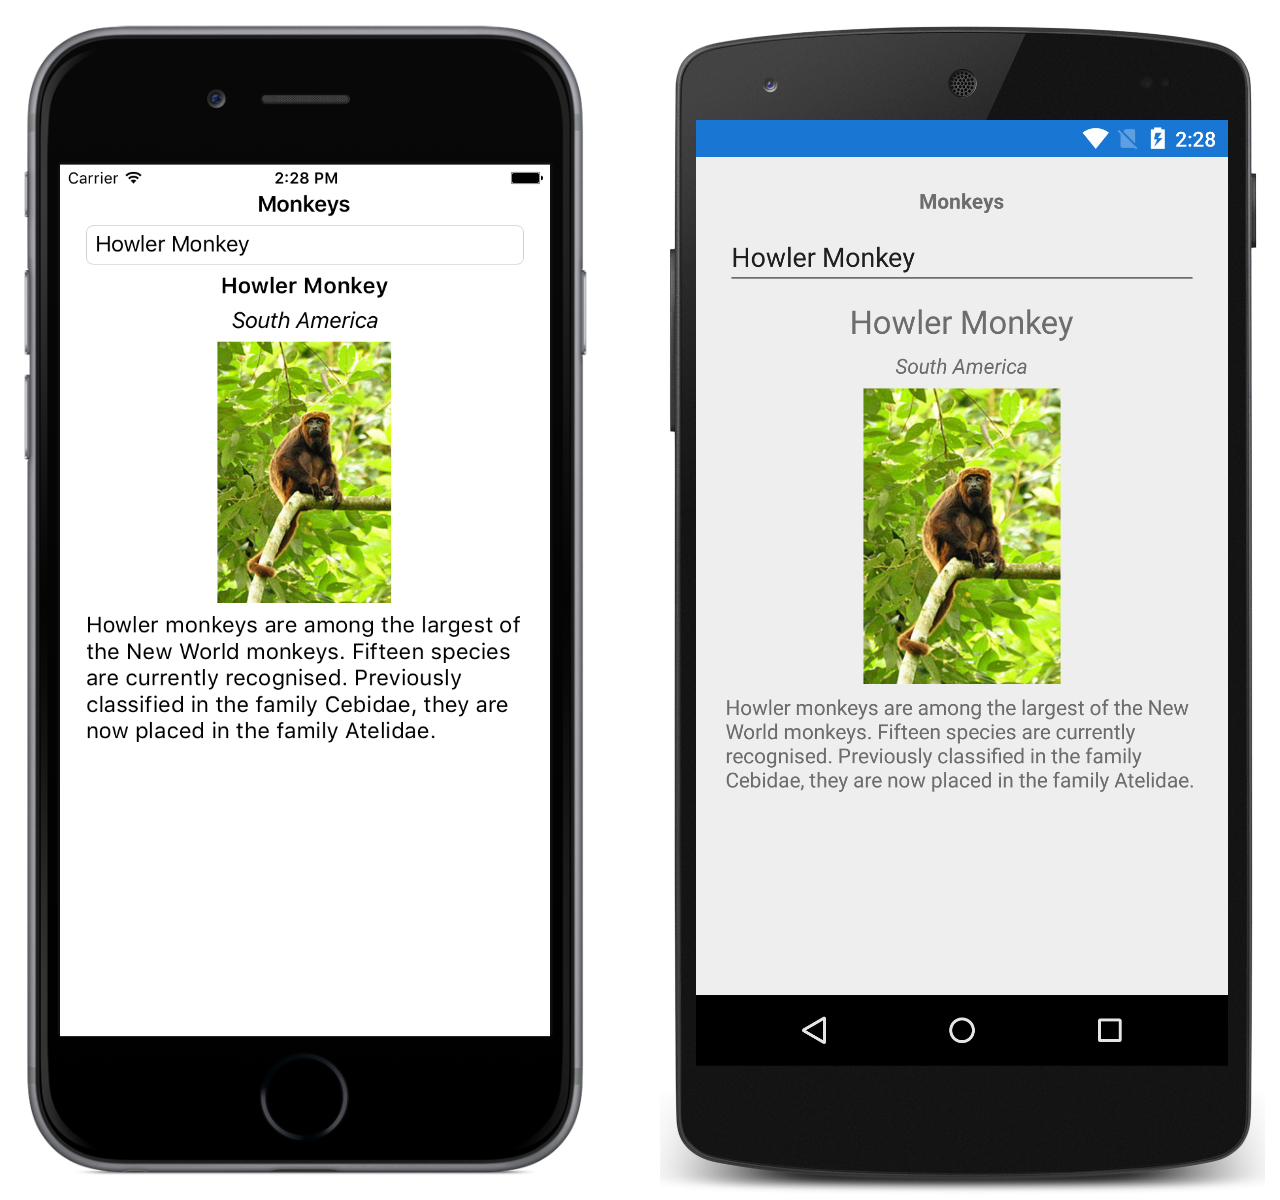 Carrier 2:28 PM
Monkeys
Howler Monkey
Howler Monkey
South America
Howler monkeys are among the largest of
the New World monkeys. Fifteen species
are currently recognised. Previously
classified in the family Cebidae, they are
now placed in the family Atelidae.
2:28
Monkeys
Howler Monkey
Howler Monkey
South America
Howler monkeys are among the largest of the New
World monkeys. Fifteen species are currently
recognised. Previously classified in the family
Cebidae, they are now placed in the family Atelidae.